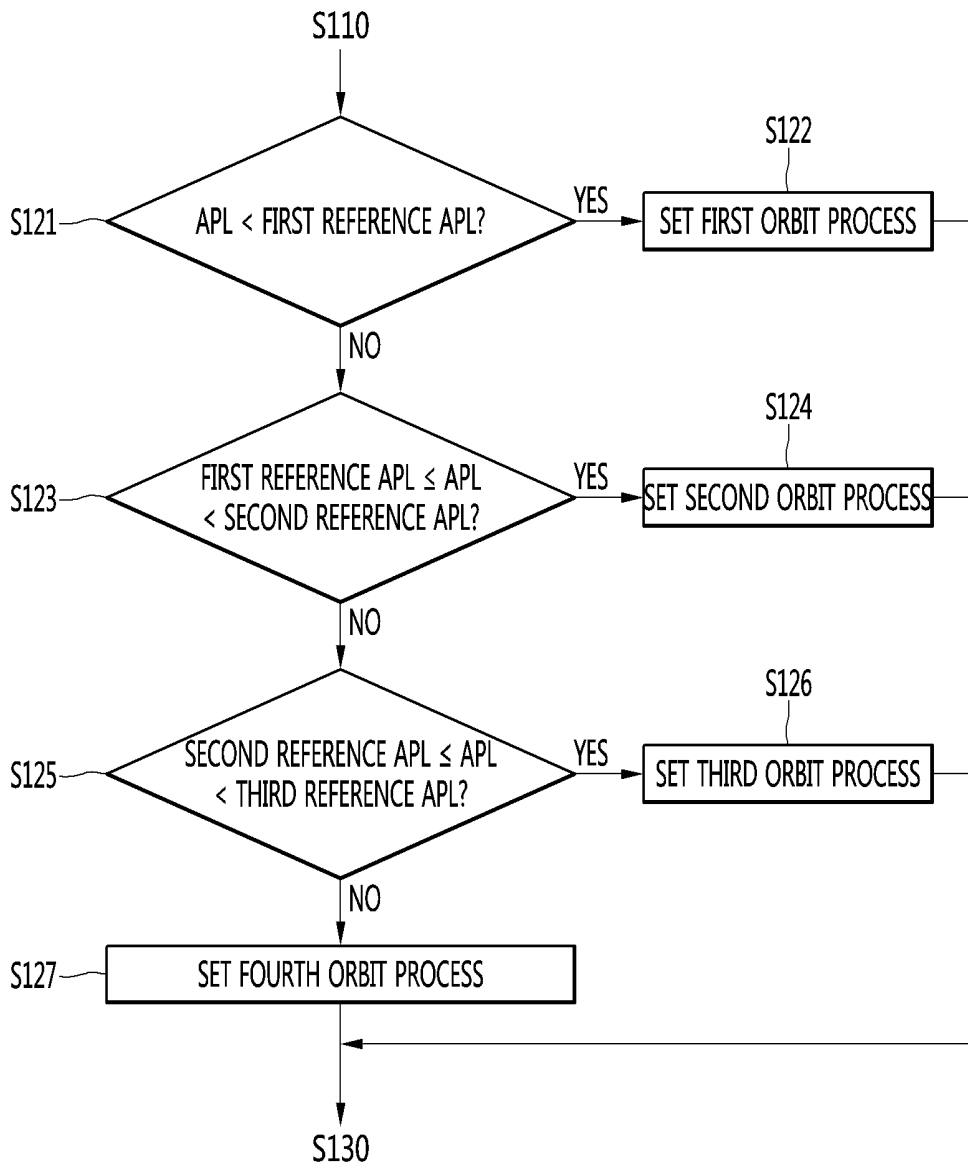 S110
S122
S121
APL < FIRST REFERENCE APL?
YES
SET FIRST ORBIT PROCESS
NO
S124
S123
FIRST REFERENCE APL ≤ APL
< SECOND REFERENCE APL?
YES
SET SECOND ORBIT PROCESS
NO
S126
S125
SECOND REFERENCE APL ≤ APL
< THIRD REFERENCE APL?
YES
SET THIRD ORBIT PROCESS
NO
S127
SET FOURTH ORBIT PROCESS
S130